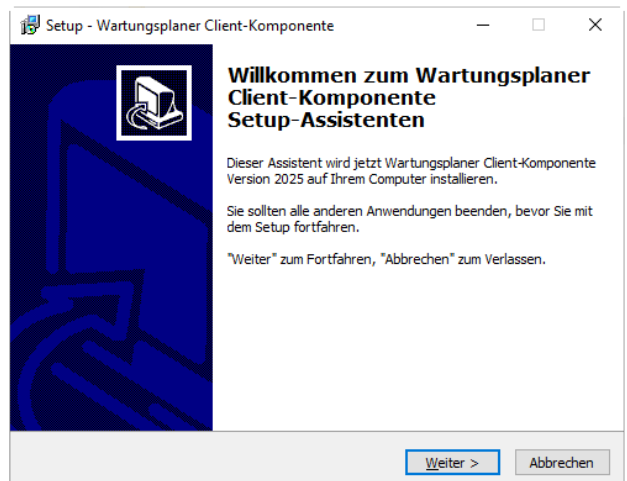 Setup - Wartungsplaner Client-Komponente
Willkommen zum Wartungsplaner
Client-Komponente
Setup-Assistenten
Dieser Assistent wird jetzt Wartungsplaner Client-Komponente
Version 2025 auf Ihrem Computer installieren.
Sie sollten alle anderen Anwendungen beenden, bevor Sie mit
dem Setup fortfahren.
"Weiter" zum Fortfahren, "Abbrechen" zum Verlassen.
Weiter >
Abbrechen